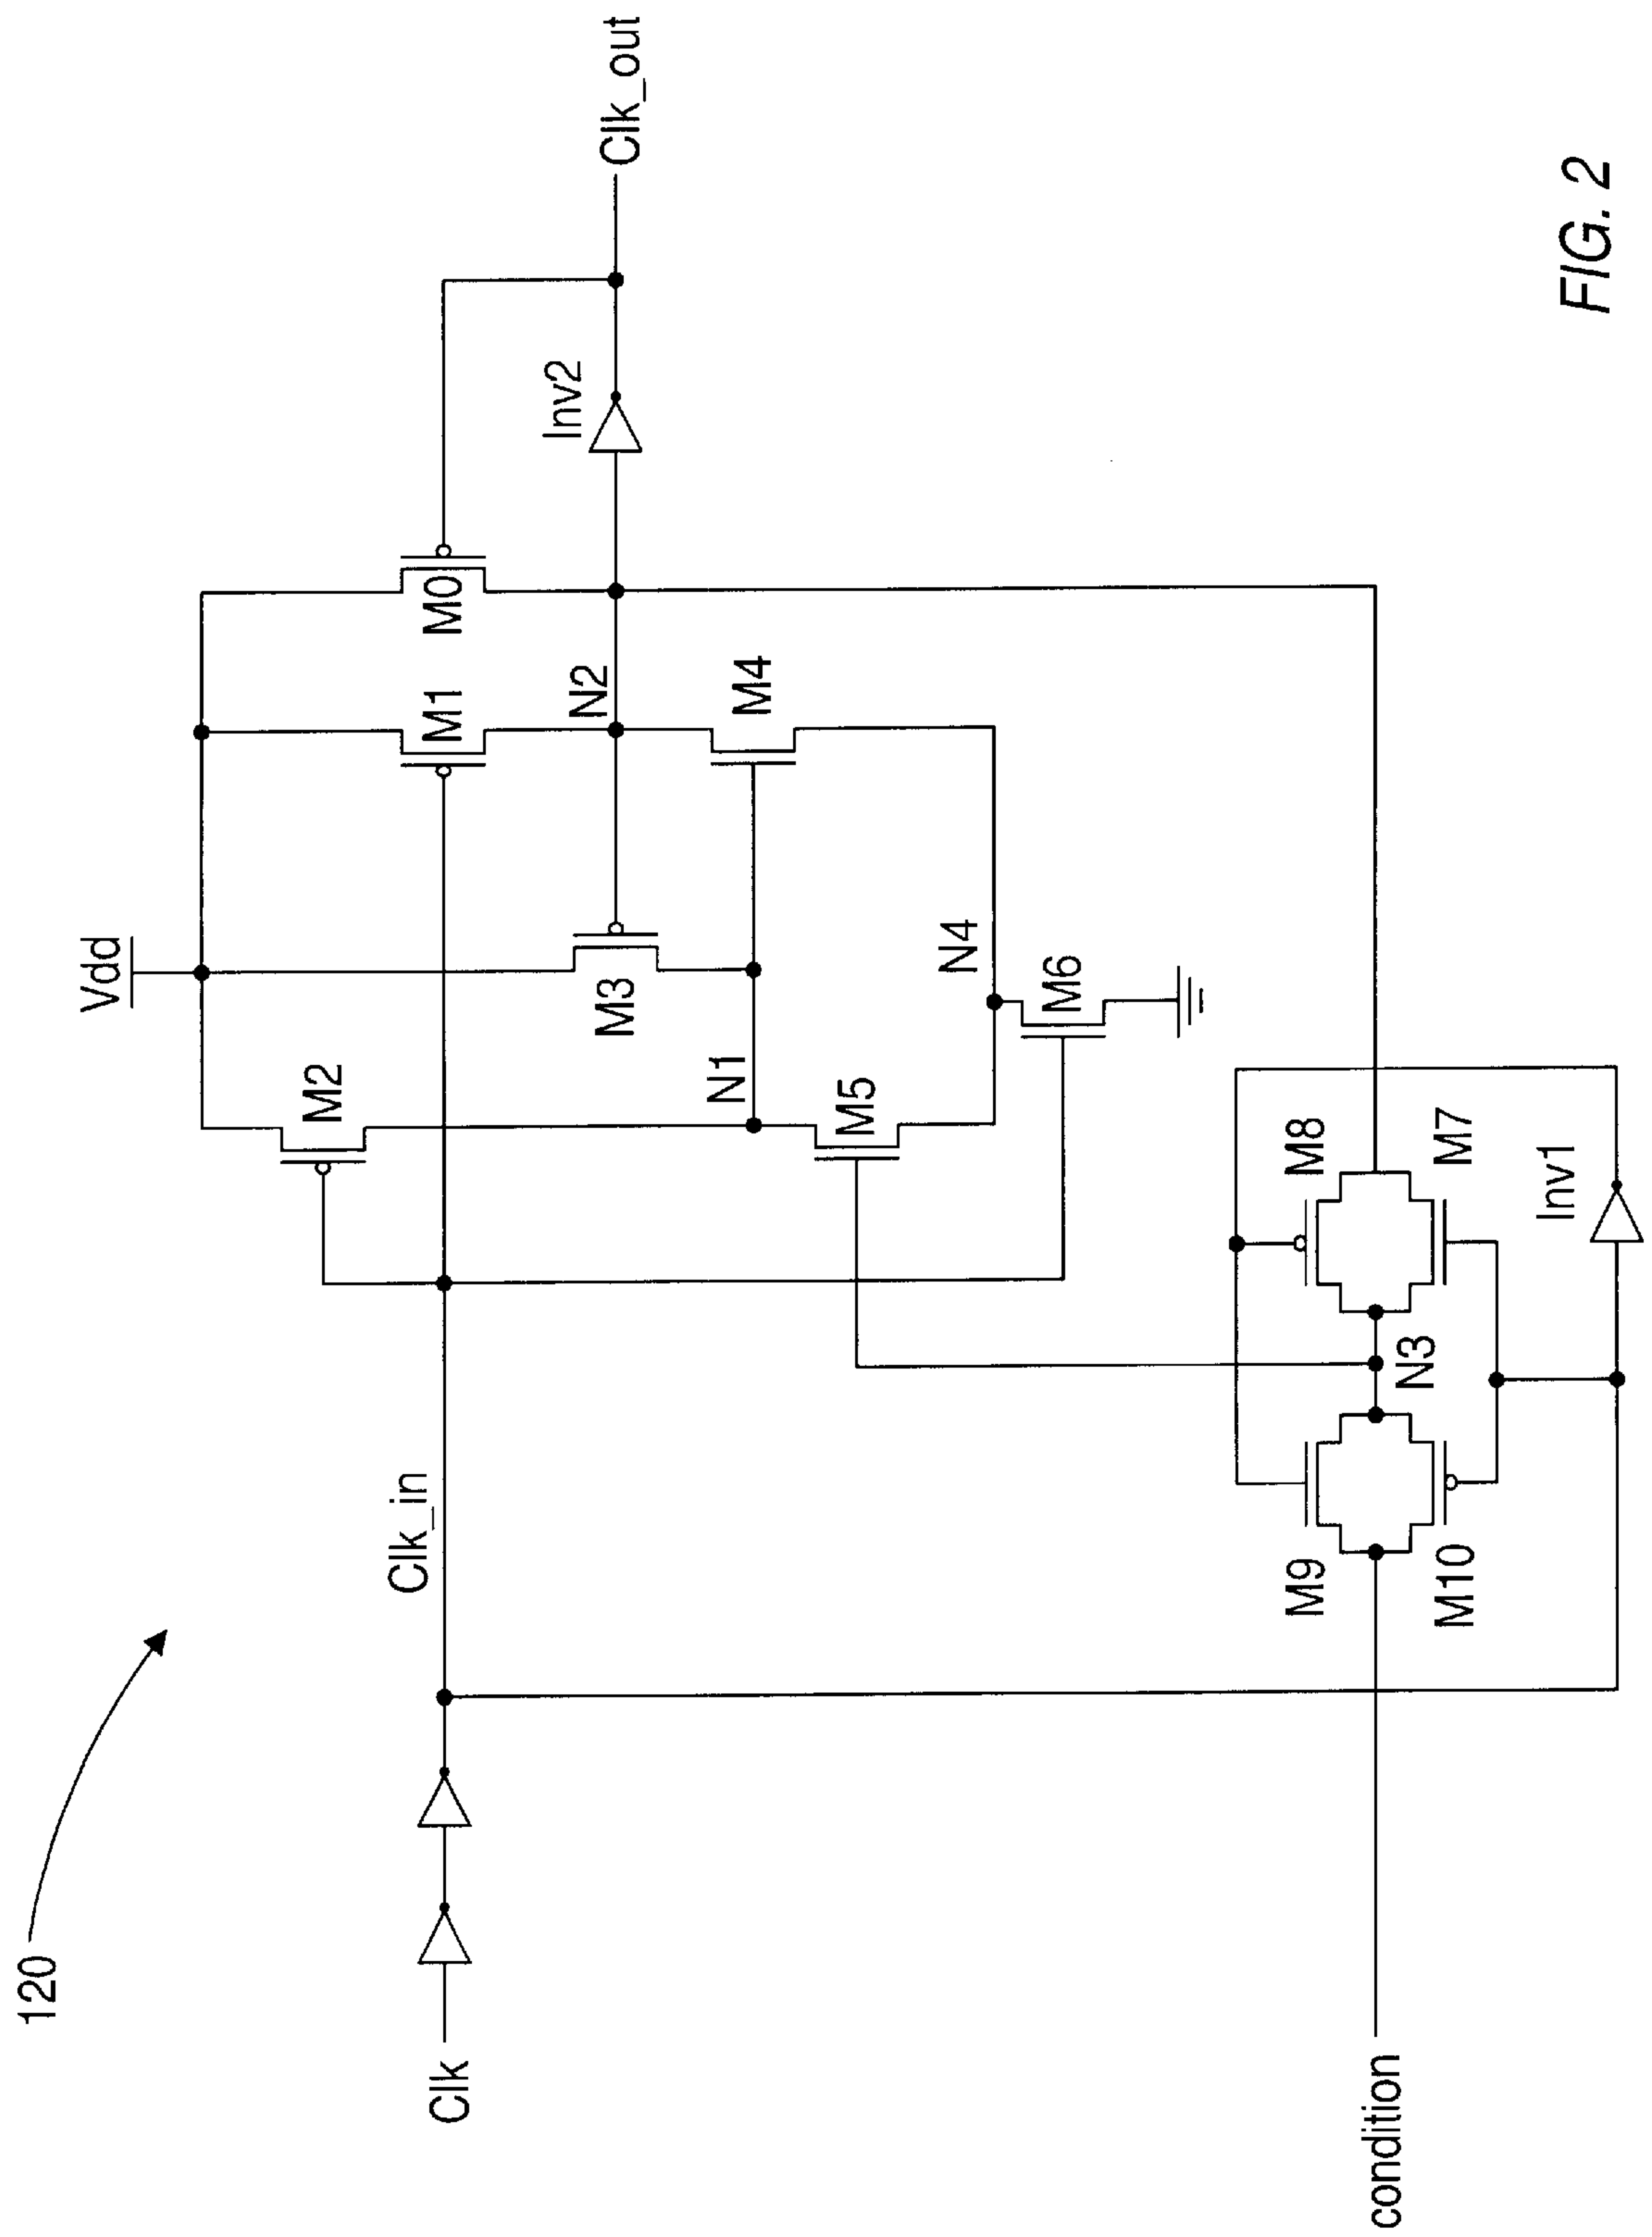 120
Vdd
M2
M1
M0
Clk_in
Clk
M3
N2
Inv2
Clk_out
N1
M4
M5
N4
M6
M9
M8
condition
N3
M10
M7
Inv1
FIG. 2